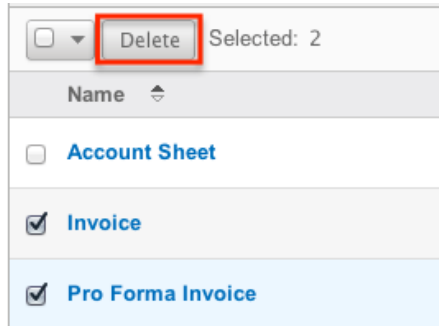 Delete Selected: 2
Name
Account Sheet
Invoice
Pro Forma Invoice